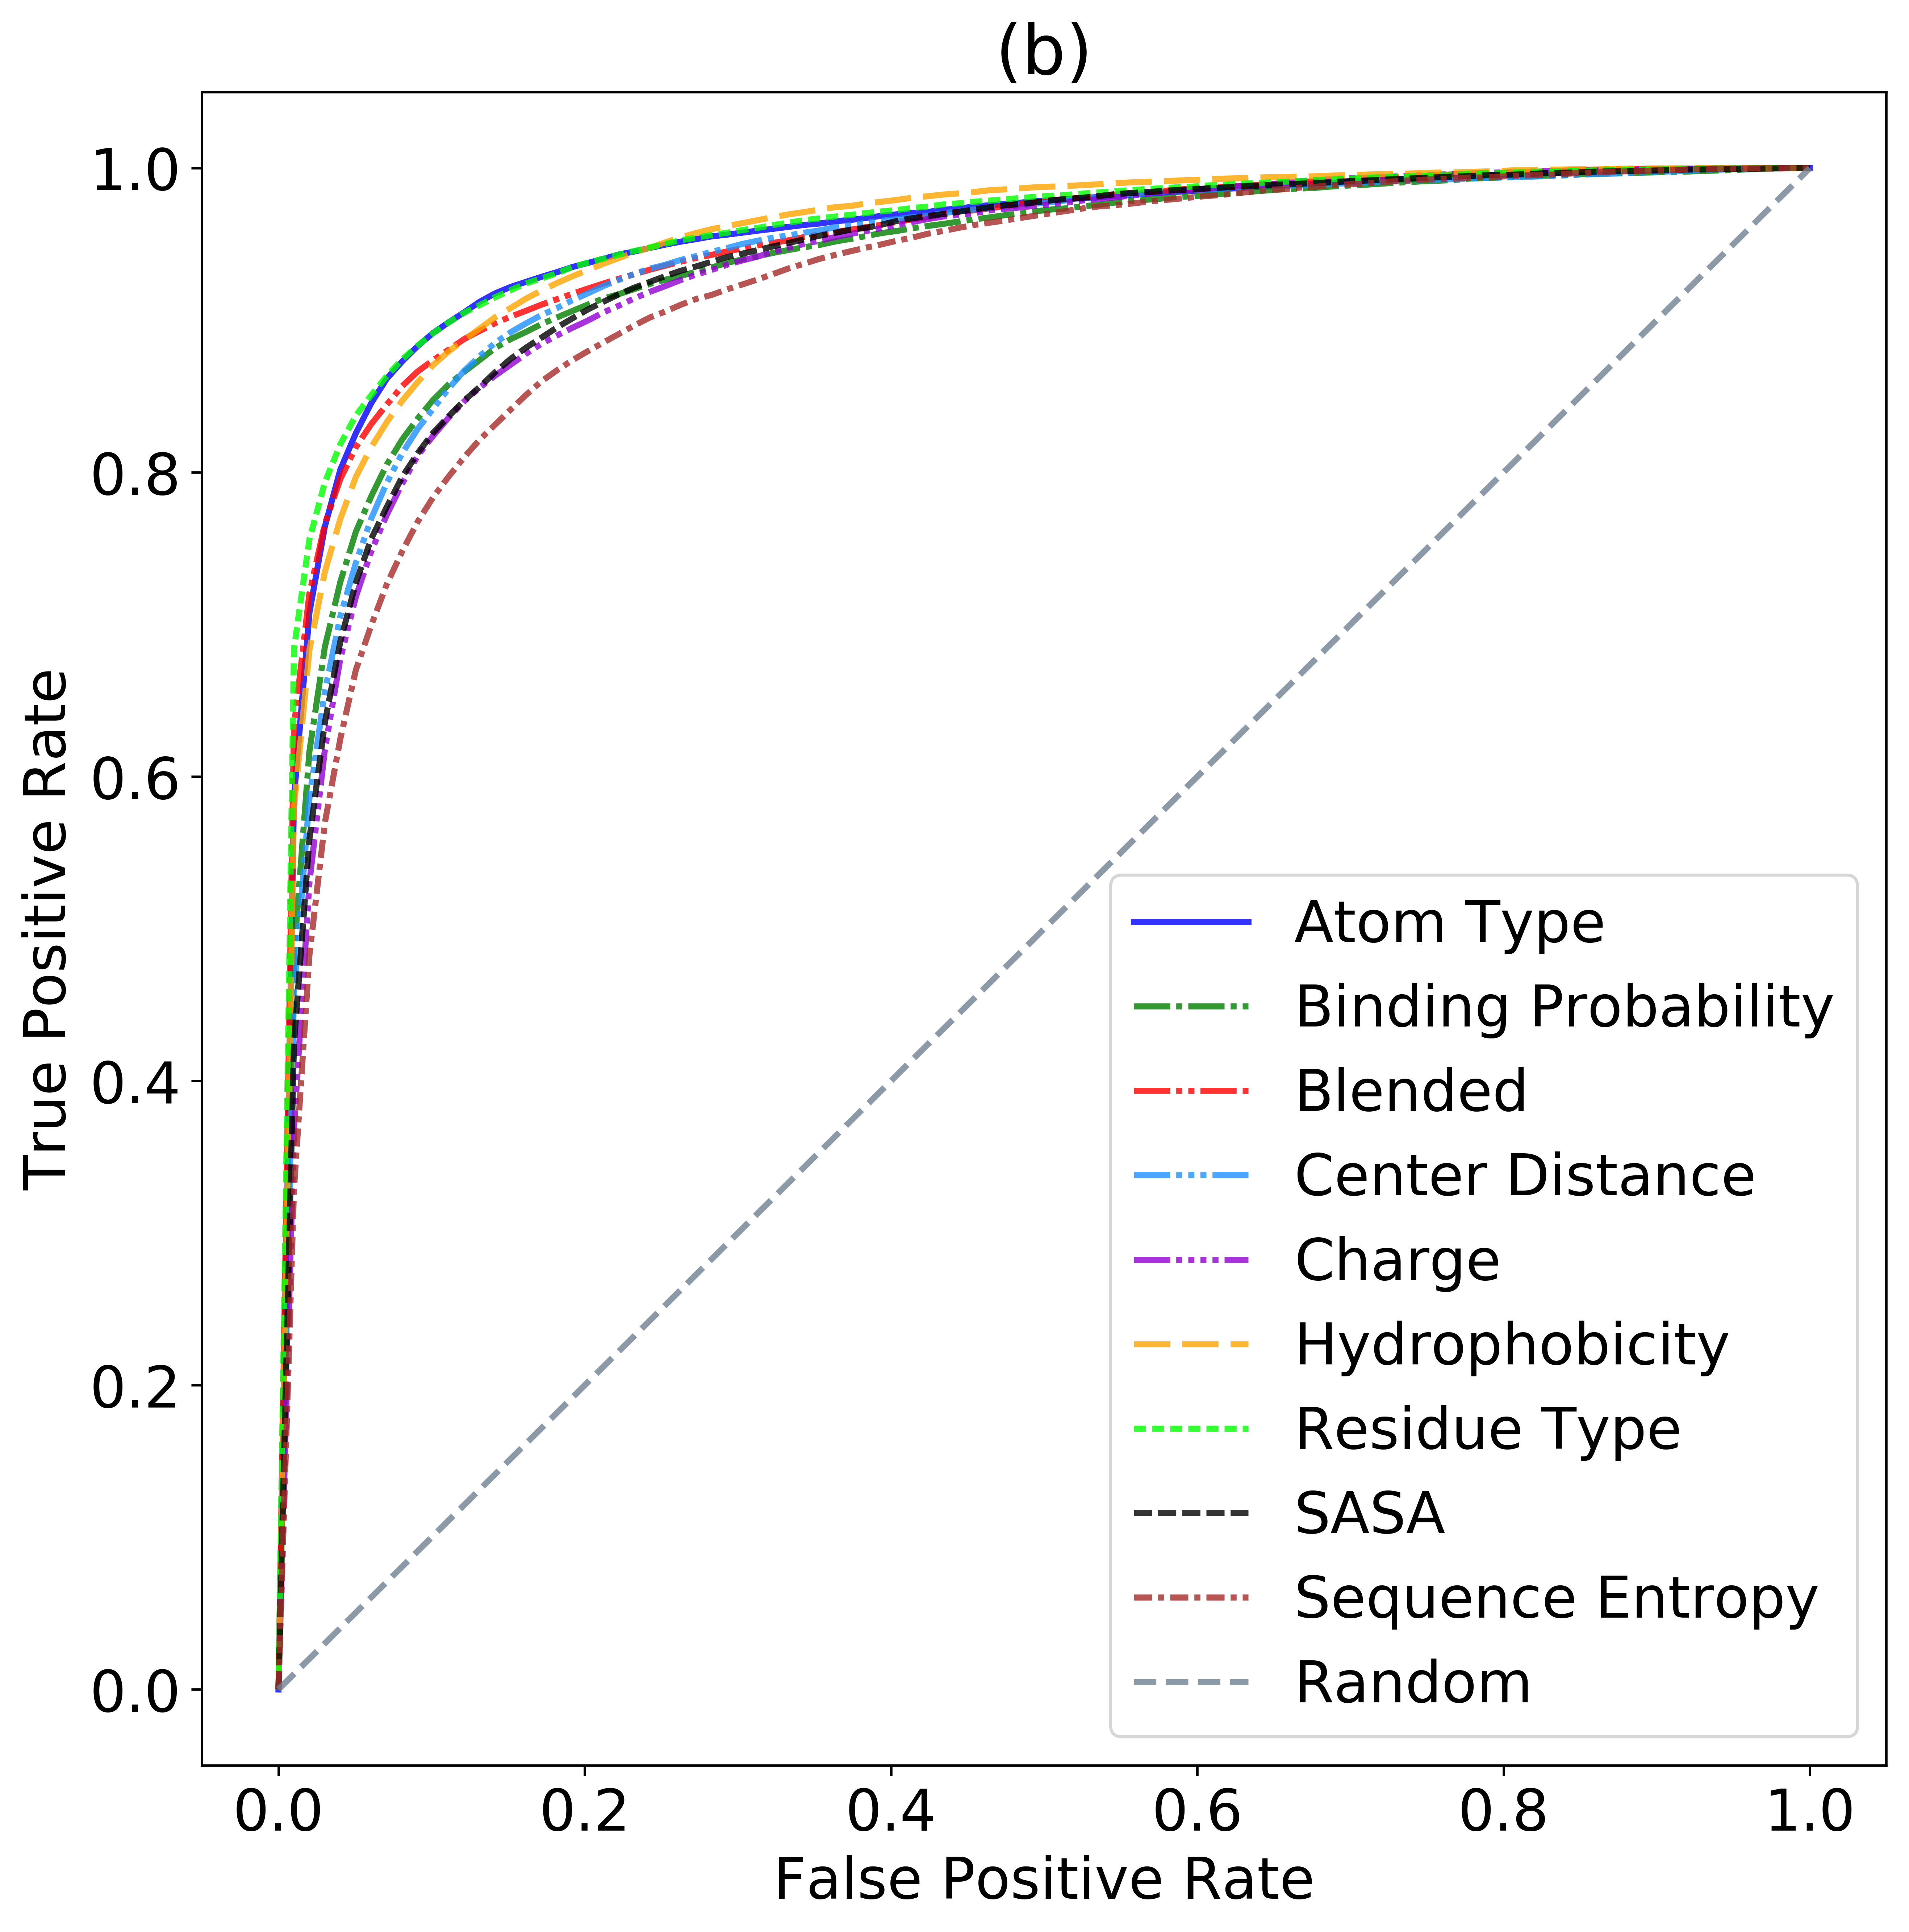 (b)
1.0
0.8
0.6
0.4
0.2
0.0
True Positive Rate
Atom Type
Binding Probability
Blended
Center Distance
Charge
Hydrophobicity
Residue Type
SASA
Sequence Entropy
Random
0.0 0.2 0.4 0.6 0.8 1.0
False Positive Rate